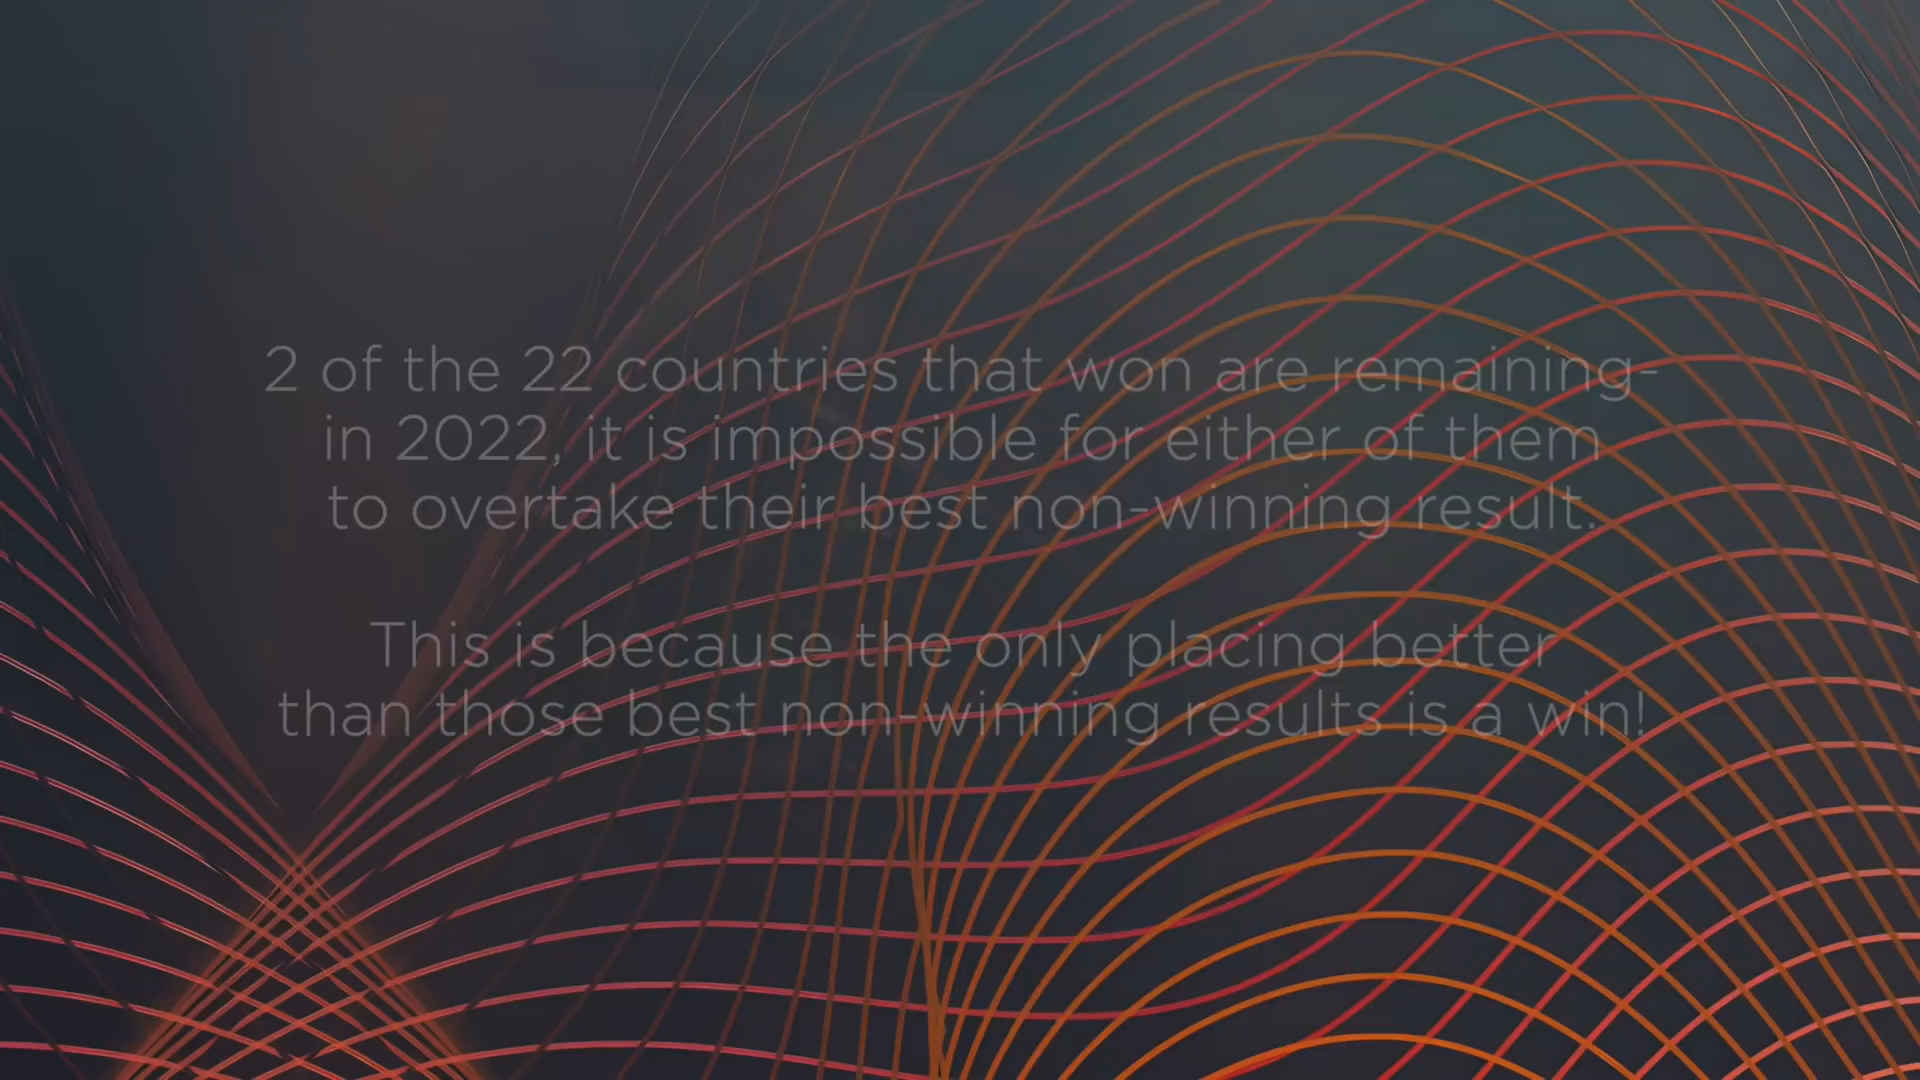 2 of the 22 countries that won are remaining-
in 2022, it is impossible for either of them
to overtake their best non-winning result.
This is because the only placing better
than those best non-winning results is a win!